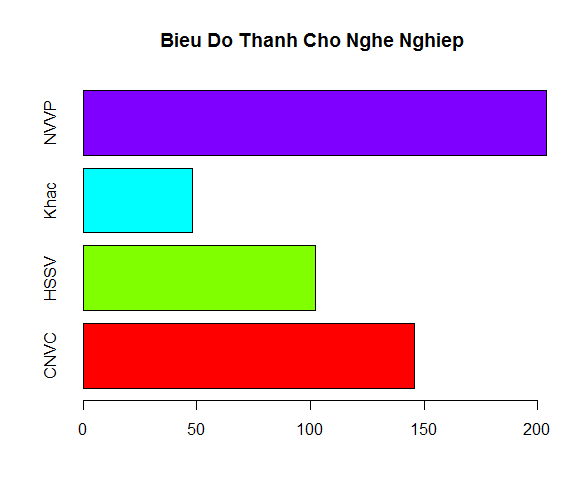 Bieu Do Thanh Cho Nghe Nghiep
NVVP
Khac
HSSV
CNVC
0 50 100 150 200